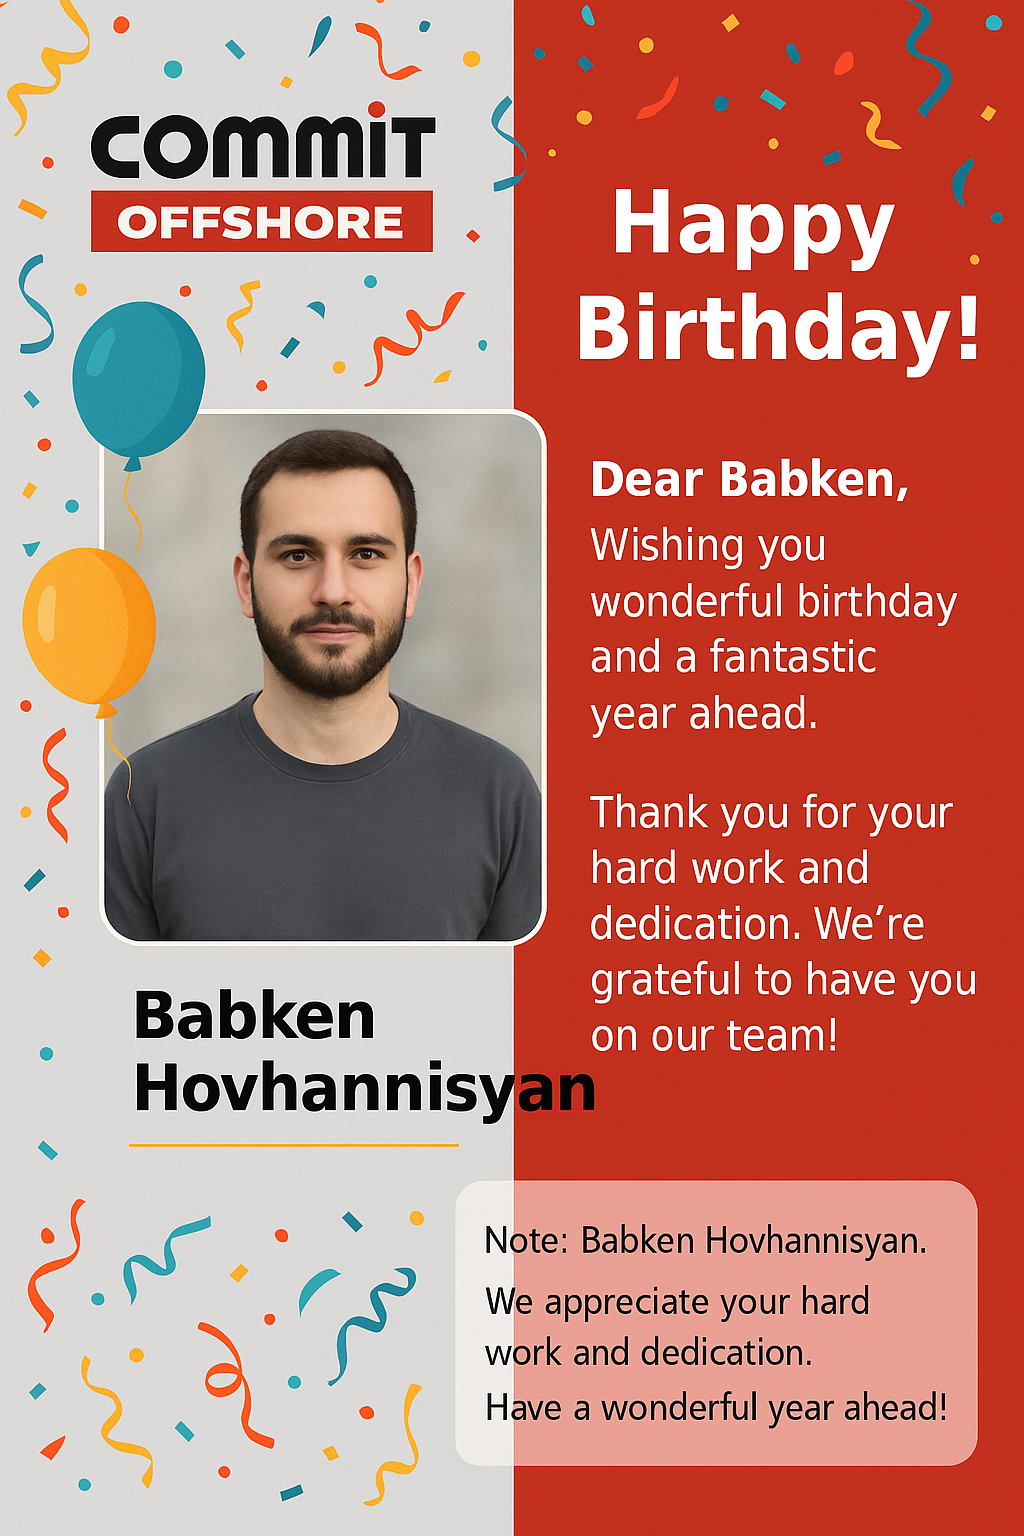 COMMiT
OFFSHORE
Happy
Birthday!
Dear Babken,
Wishing you
wonderful birthday
and a fantastic
year ahead.
Thank you for your
hard work and
dedication. We’re
grateful to have you
on our team!
Babken
Hovhannisyan
Note: Babken Hovhannisyan.
We appreciate your hard
work and dedication.
Have a wonderful year ahead!